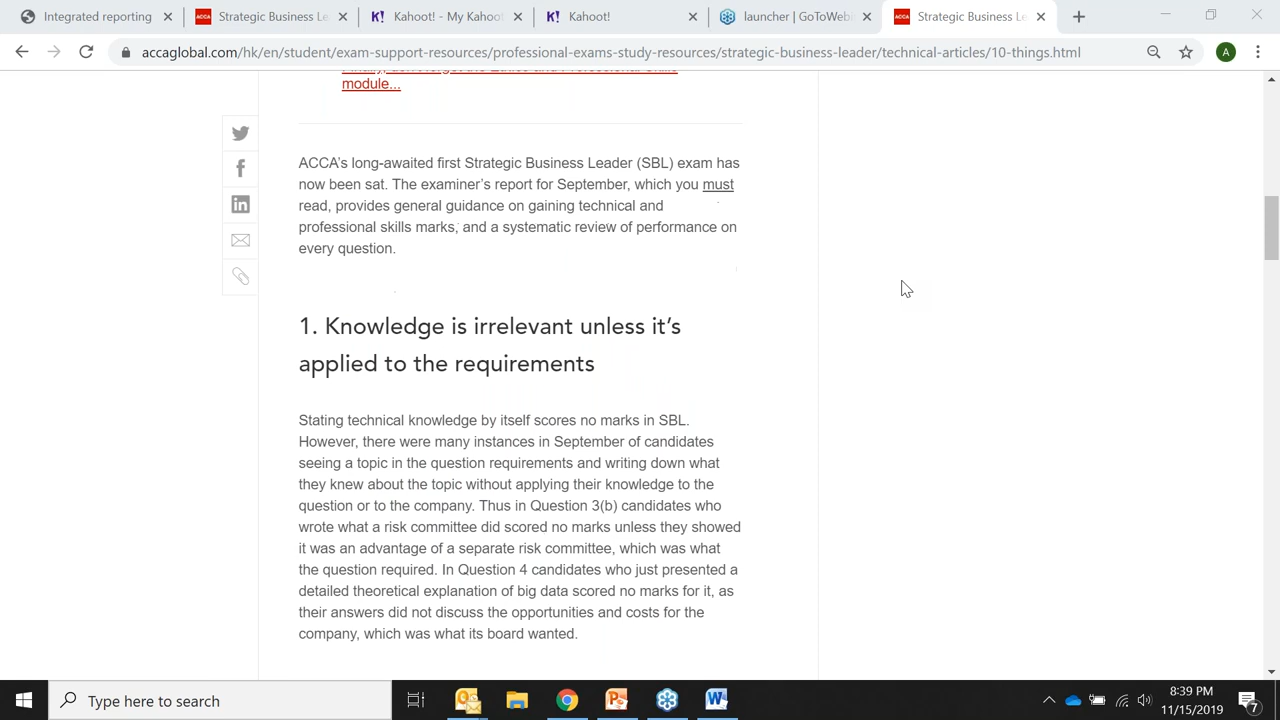 Integrated reporting
Strategic Business Le
Kahoot! - My Kahoo
Kahoot!
launcher | GoToWebi
Strategic Business Le
accaglobal.com/hk/en/student/exam-support-resources/professional-exams-study-resources/strategic-business-leader/technical-articles/10-things.html
A
module...
ACCA's long-awaited first Strategic Business Leader (SBL) exam has
now been sat. The examiner's report for September, which you must
read, provides general guidance on gaining technical and
professional skills marks, and a systematic review of performance on
every question.
1. Knowledge is irrelevant unless it's
applied to the requirements
Stating technical knowledge by itself scores no marks in SBL.
However, there were many instances in September of candidates
seeing a topic in the question requirements and writing down what
they knew about the topic without applying their knowledge to the
question or to the company. Thus in Question 3(b) candidates who
wrote what a risk committee did scored no marks unless they showed
it was an advantage of a separate risk committee, which was what
the question required. In Question 4 candidates who just presented a
detailed theoretical explanation of big data scored no marks for it, as
their answers did not discuss the opportunities and costs for the
company, which was what its board wanted.
Type here to search
8:39 PM
11/15/2019
7